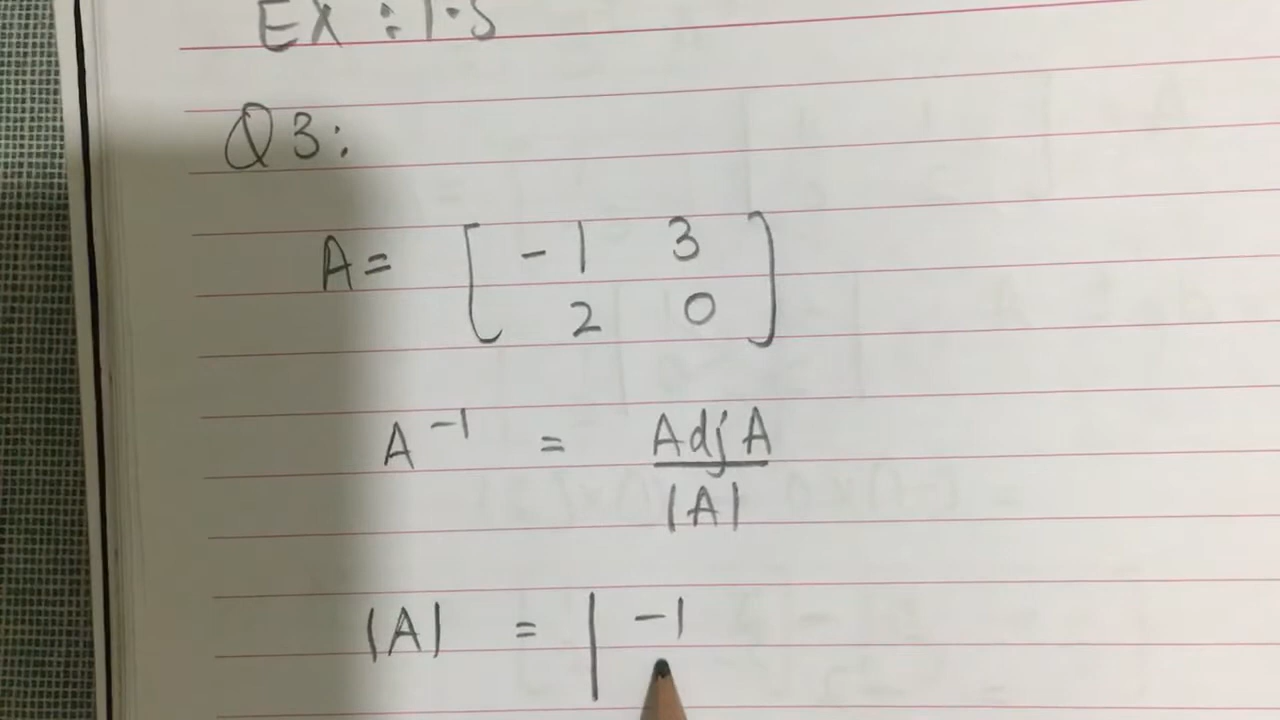 Ex : 1.5
Q3:
A = [ -1 3
2 0 ]
A⁻¹ = Adj A
|A|
|A| = | -1